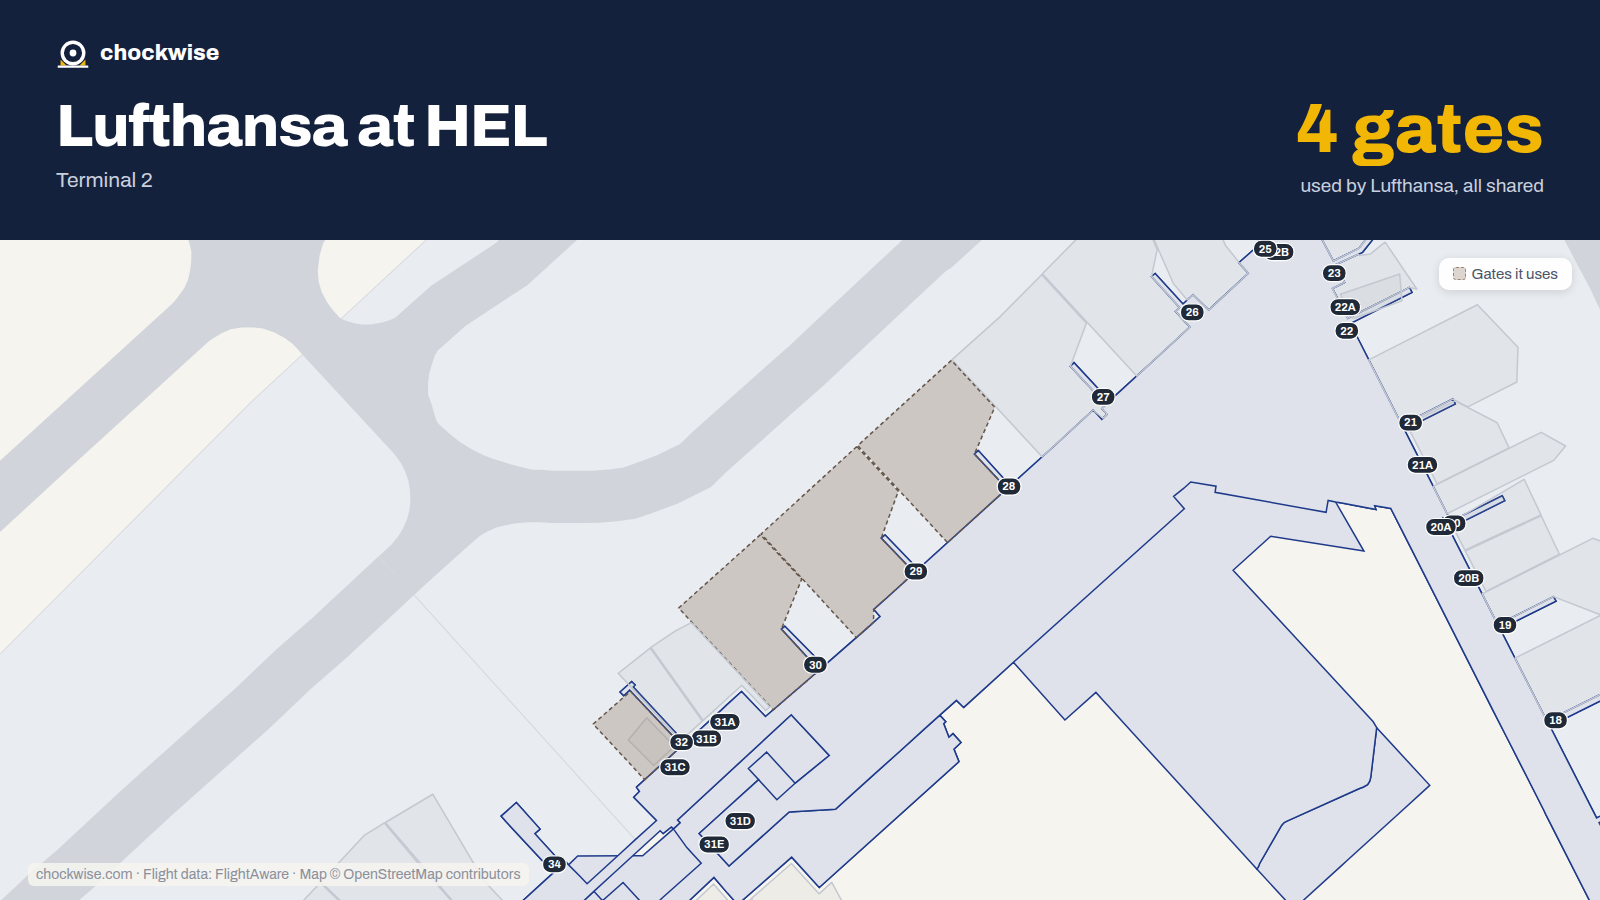 chockwise
Lufthansa at HEL
Terminal 2
4 gates
used by Lufthansa, all shared
Gates it uses
25
2B
23
22A
22
26
27
21
21A
28
20A
29
20B
19
30
18
31A
32
31B
31C
31D
31E
34
chockwise.com · Flight data: FlightAware · Map © OpenStreetMap contributors